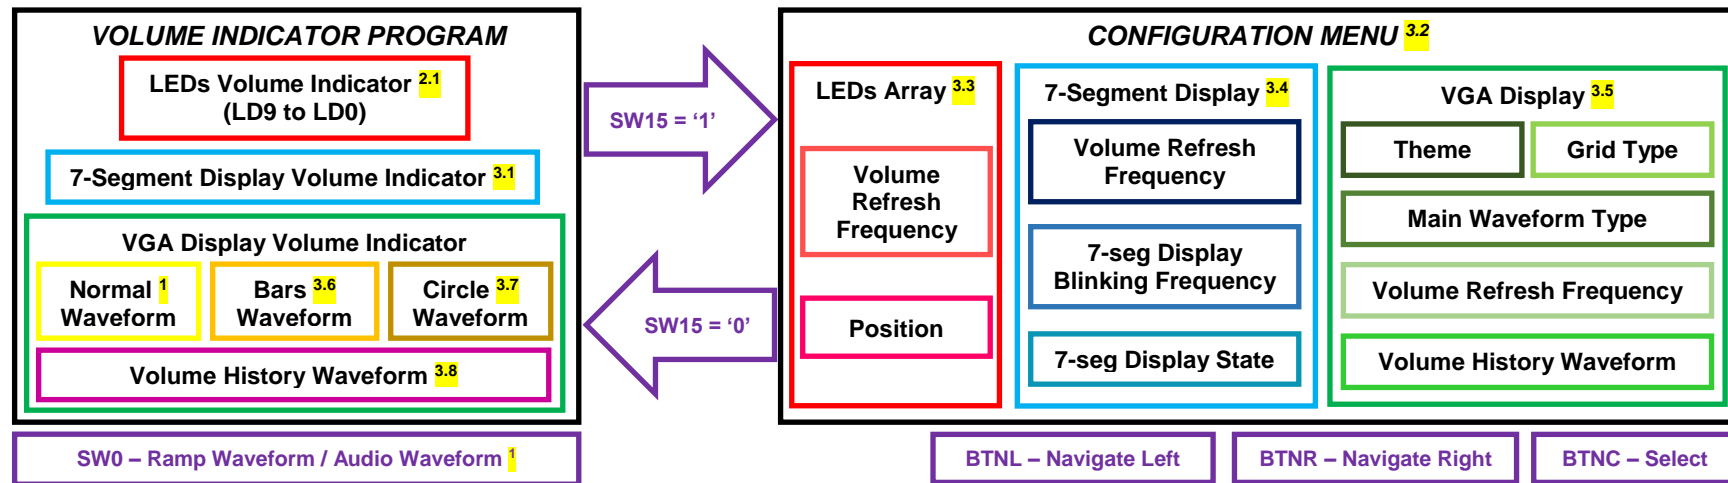 VOLUME INDICATOR PROGRAM
LEDs Volume Indicator 2.1
(LD9 to LD0)
7-Segment Display Volume Indicator 3.1
VGA Display Volume Indicator
Normal 1
Waveform
Bars 3.6
Waveform
Circle 3.7
Waveform
Volume History Waveform 3.8
SW0 – Ramp Waveform / Audio Waveform 1
SW15 = ‘1’
SW15 = ‘0’
CONFIGURATION MENU 3.2
LEDs Array 3.3
Volume
Refresh
Frequency
Position
7-Segment Display 3.4
Volume Refresh
Frequency
7-seg Display
Blinking Frequency
7-seg Display State
VGA Display 3.5
Theme
Grid Type
Main Waveform Type
Volume Refresh Frequency
Volume History Waveform
BTNL – Navigate Left
BTNR – Navigate Right
BTNC – Select